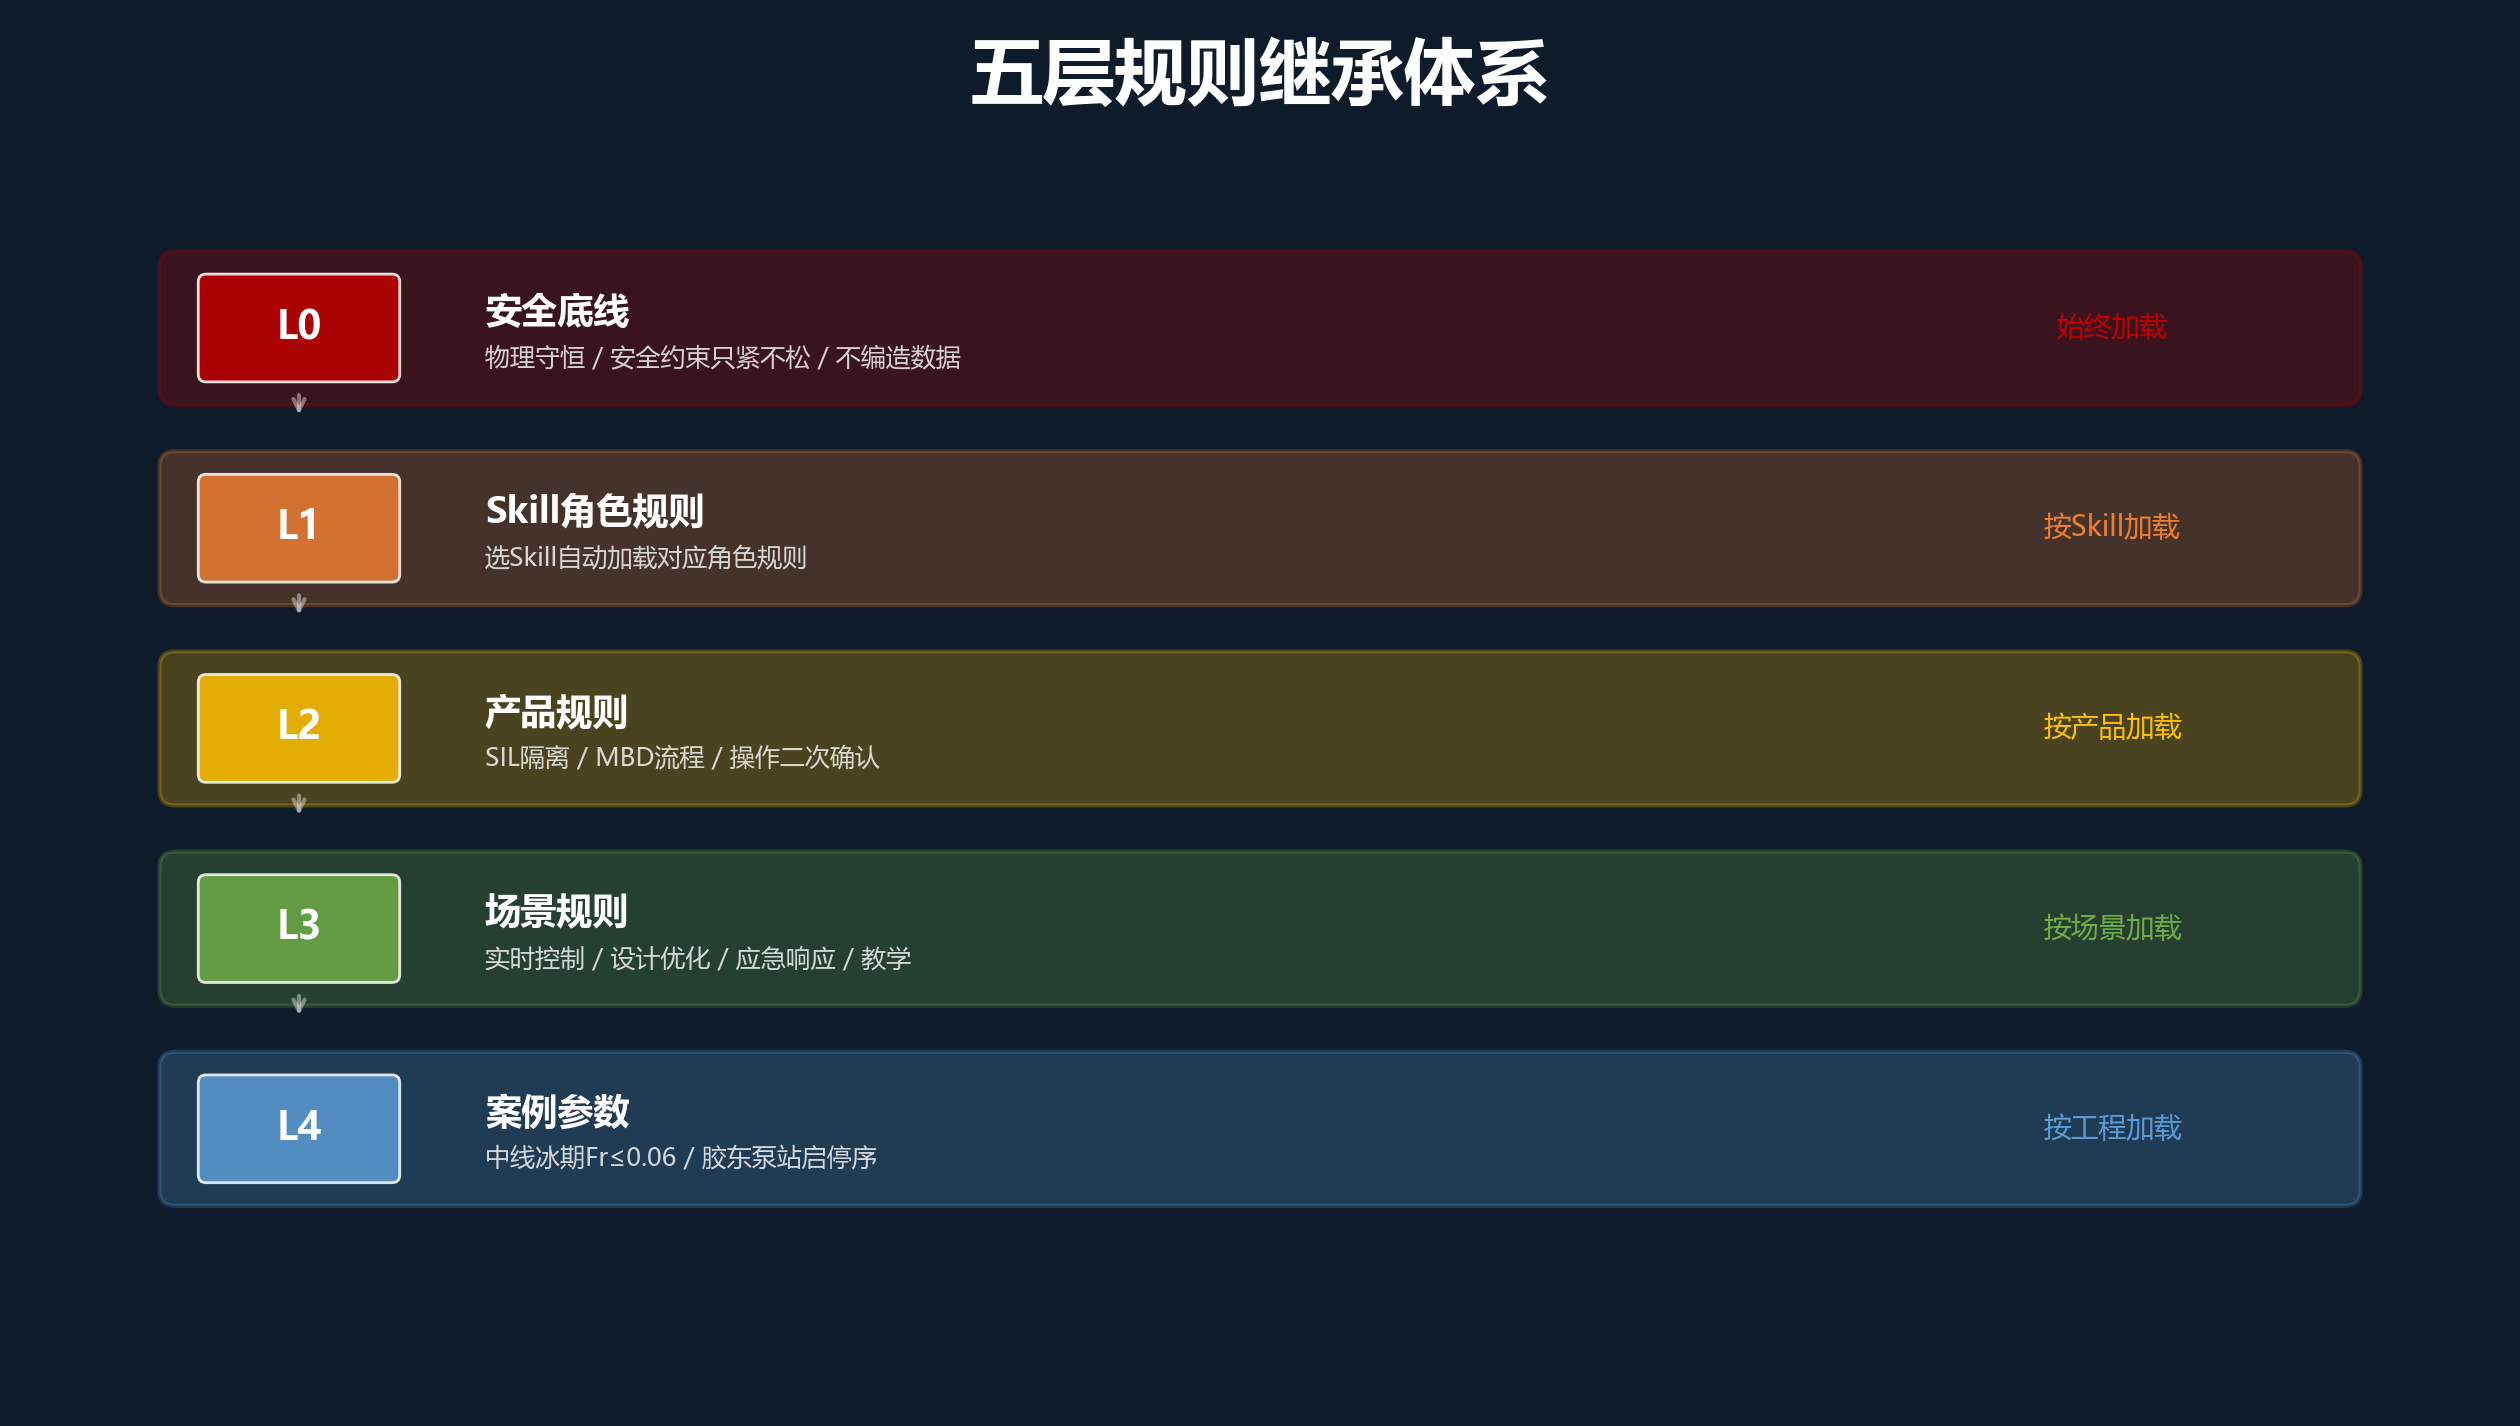 五层规则继承体系
L0
安全底线
物理守恒 / 安全约束只紧不松 / 不编造数据
始终加载
L1
Skill角色规则
选Skill自动加载对应角色规则
按Skill加载
L2
产品规则
SIL隔离 / MBD流程 / 操作二次确认
按产品加载
L3
场景规则
实时控制 / 设计优化 / 应急响应 / 教学
按场景加载
L4
案例参数
中线冰期Fr≤0.06 / 胶东泵站启停序
按工程加载